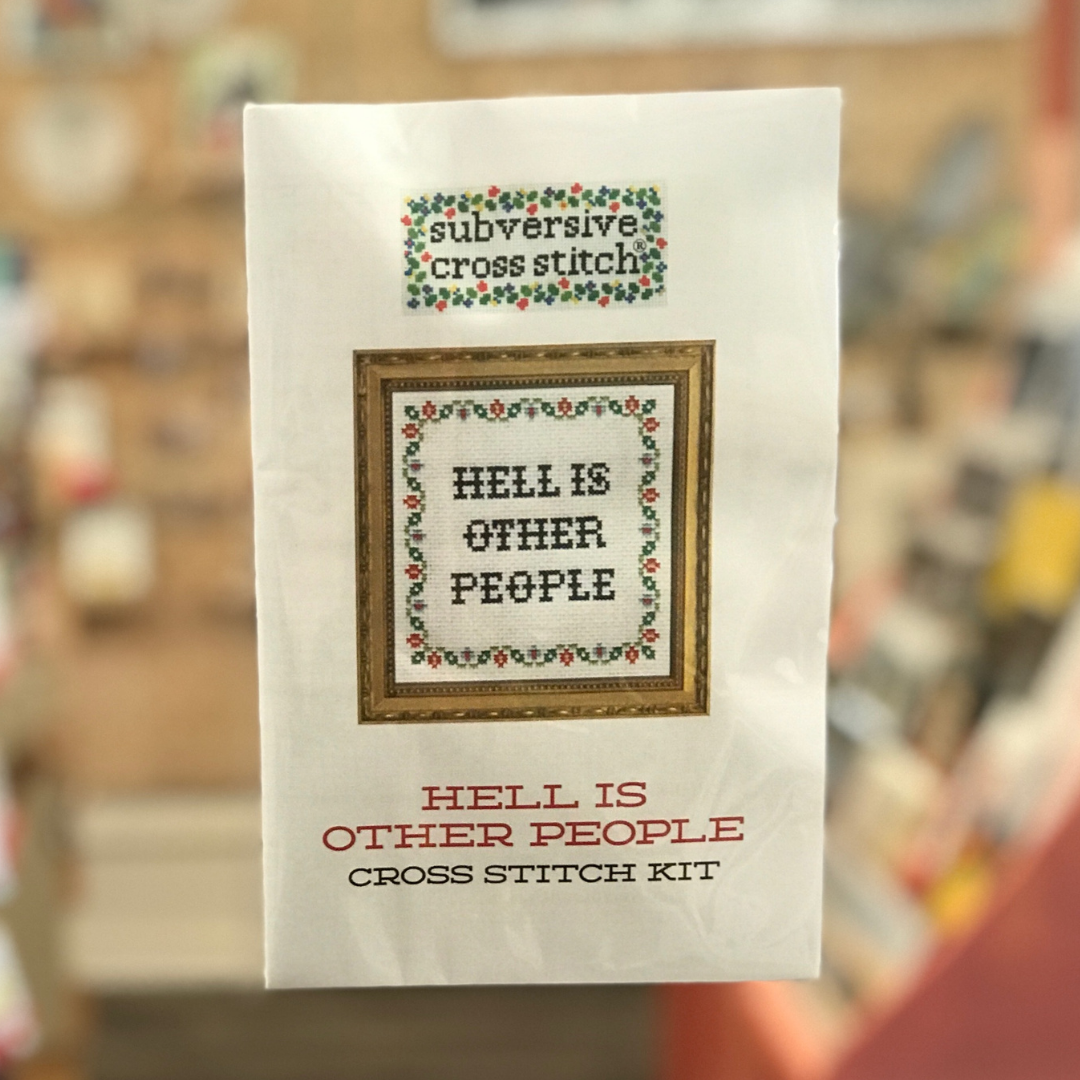 subversive
cross stitch®
HELL IS
OTHER
PEOPLE
HELL IS
OTHER PEOPLE
CROSS STITCH KIT